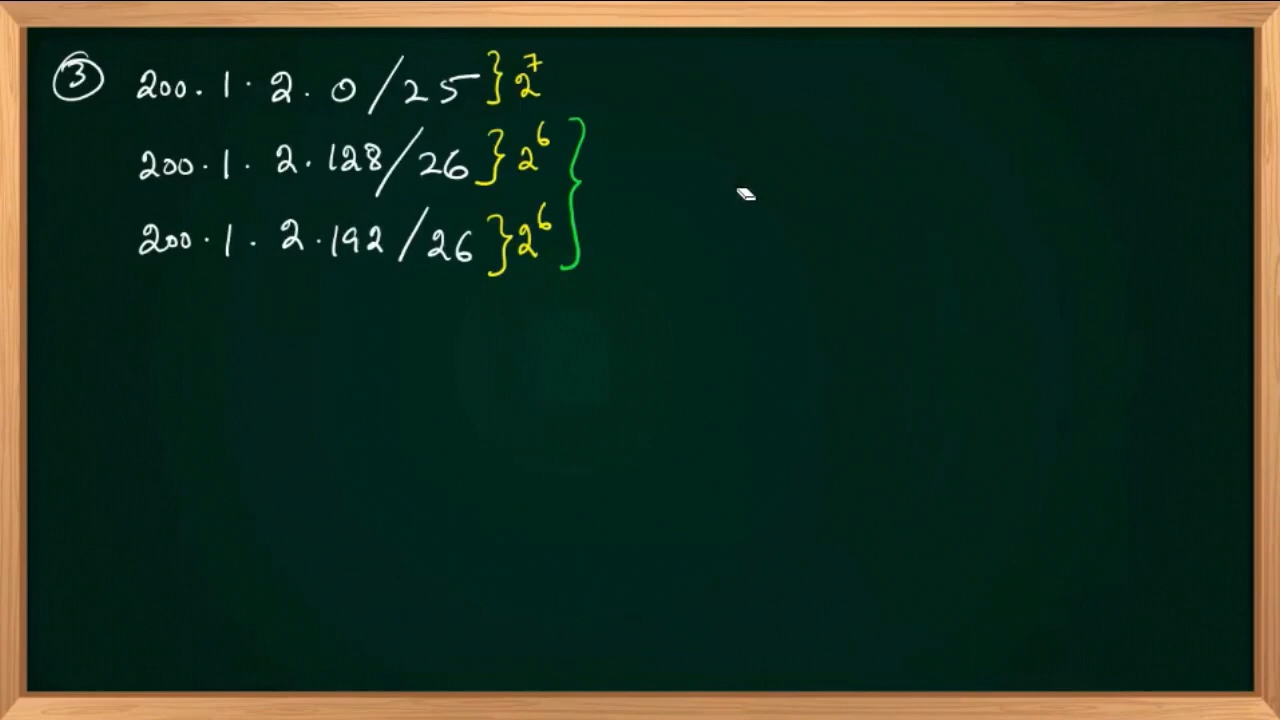 ③ 200.1.2.0/25 } 2⁷
200.1.2.128/26 } 2⁶ }
200.1.2.192/26 } 2⁶